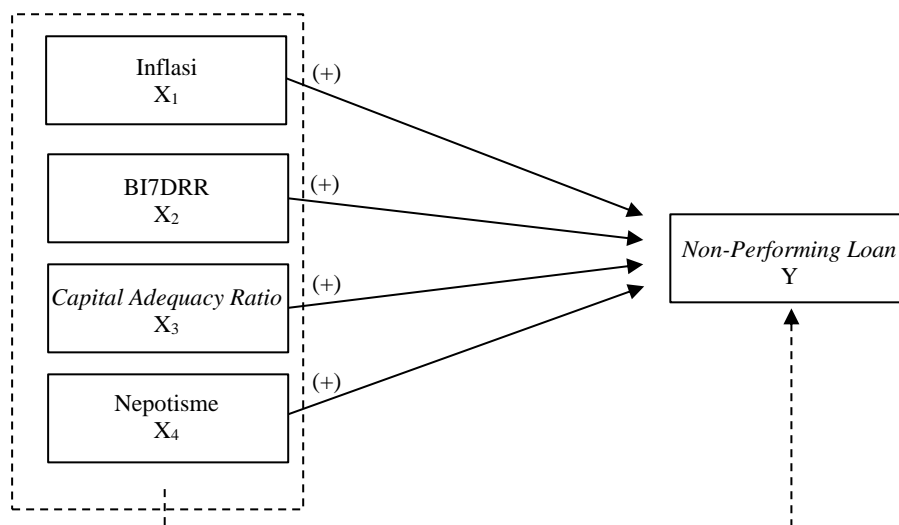 Inflasi
X₁
(+)
BI7DRR
X₂
(+)
Capital Adequacy Ratio
X₃
(+)
Nepotisme
X₄
(+)
Non-Performing Loan
Y